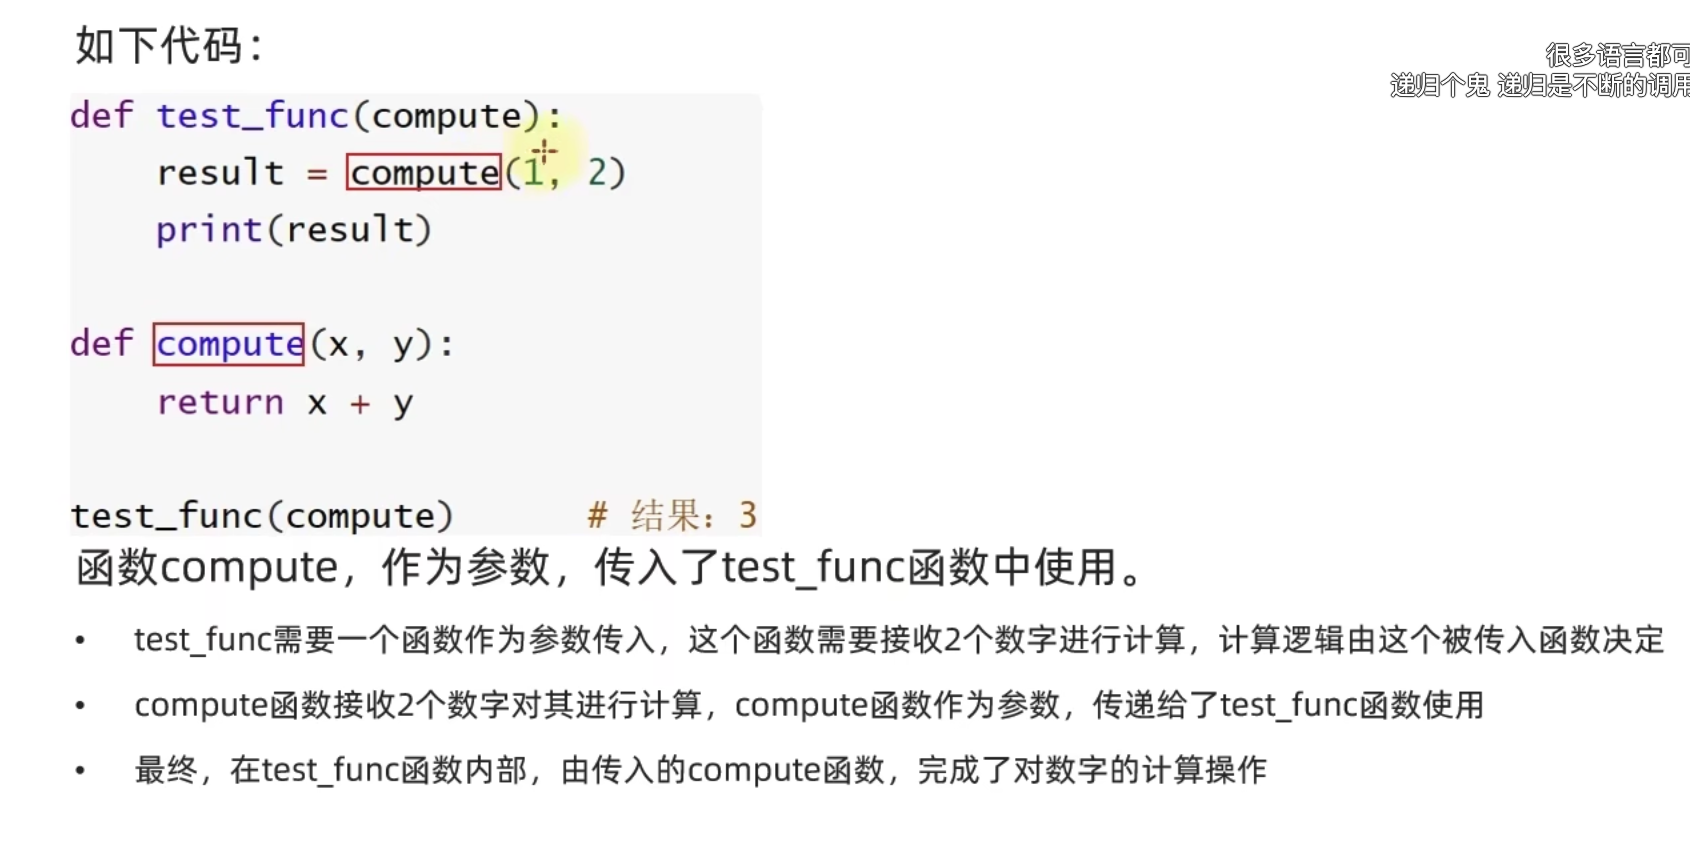 如下代码：
很多语言都可
递归个鬼 递归是不断的调用
def test_func(compute):
    result = compute(1, 2)
    print(result)
def compute(x, y):
    return x + y
test_func(compute)      # 结果：3
函数compute，作为参数，传入了test_func函数中使用。
• test_func需要一个函数作为参数传入，这个函数需要接收2个数字进行计算，计算逻辑由这个被传入函数决定
• compute函数接收2个数字对其进行计算，compute函数作为参数，传递给了test_func函数使用
• 最终，在test_func函数内部，由传入的compute函数，完成了对数字的计算操作